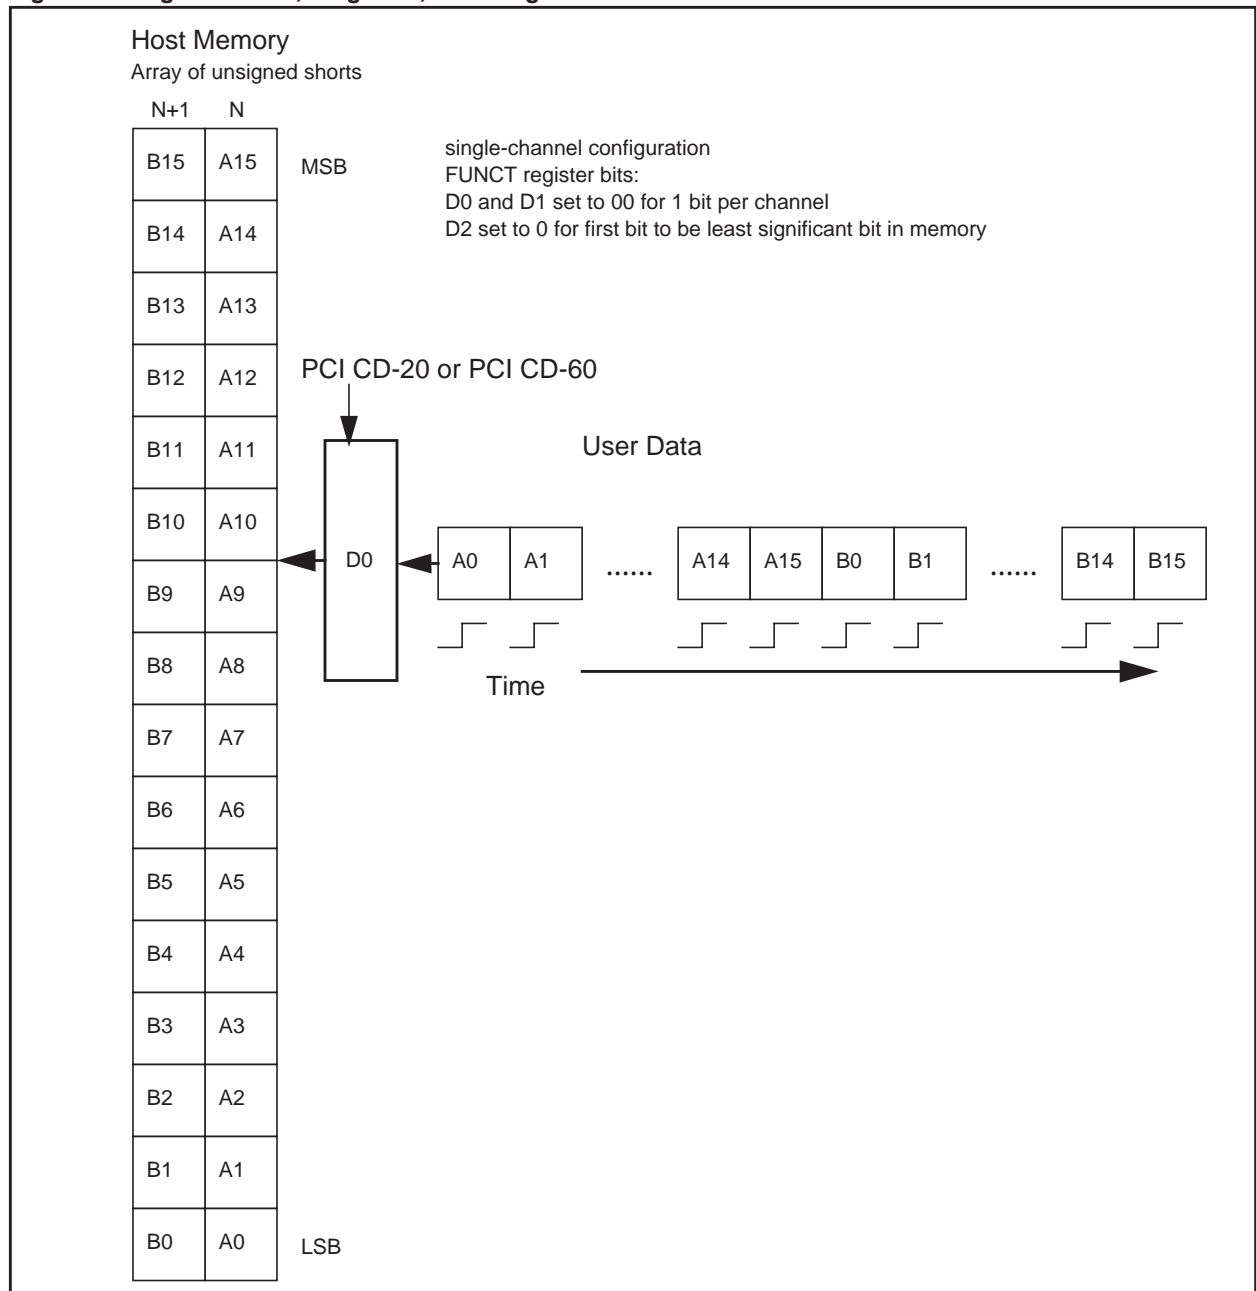 Host Memory
Array of unsigned shorts
N+1 N
B15 A15 MSB
single-channel configuration
FUNCT register bits:
D0 and D1 set to 00 for 1 bit per channel
D2 set to 0 for first bit to be least significant bit in memory
B14 A14
B13 A13
B12 A12
PCI CD-20 or PCI CD-60
B11 A11
User Data
B10 A10
D0
A0 A1 ...... A14 A15 B0 B1 ...... B14 B15
B9 A9
B8 A8
Time
B7 A7
B6 A6
B5 A5
B4 A4
B3 A3
B2 A2
B1 A1
B0 A0 LSB